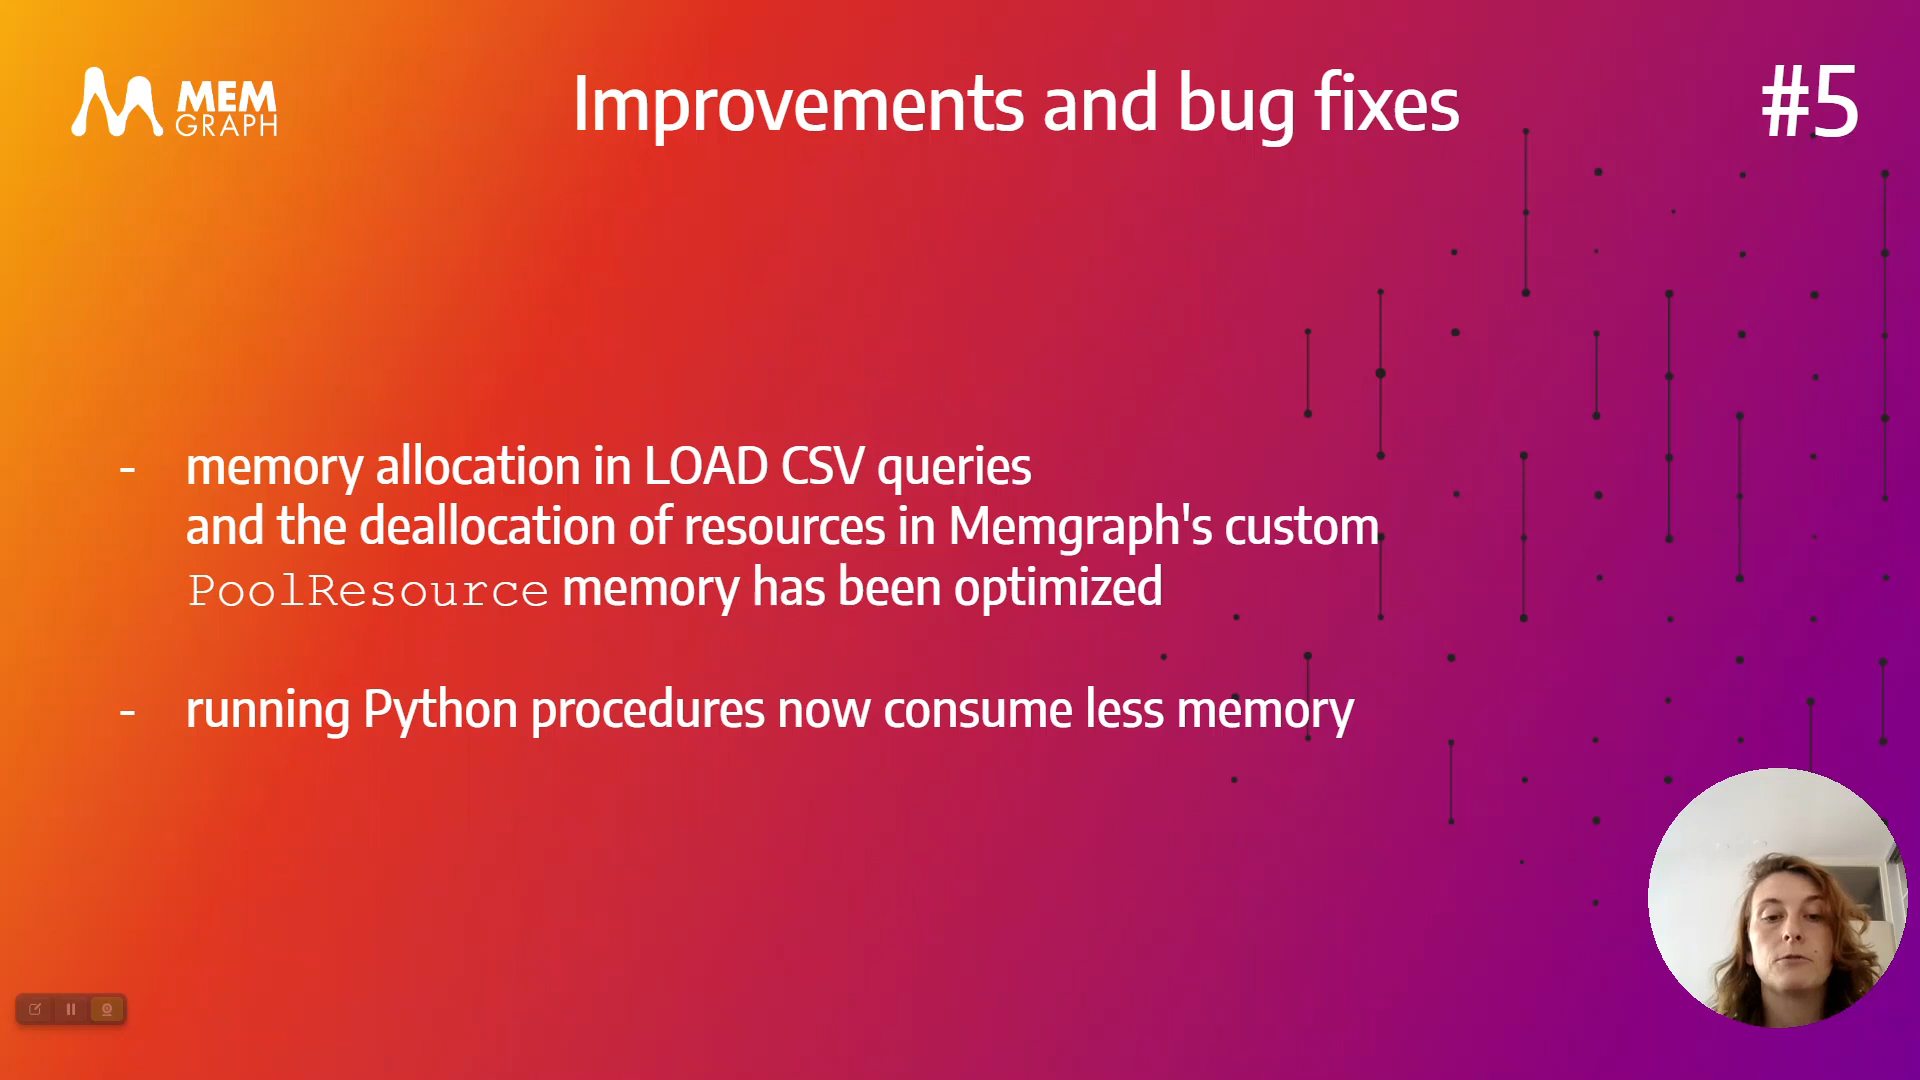 MEM
GRAPH
Improvements and bug fixes
#5
- memory allocation in LOAD CSV queries
and the deallocation of resources in Memgraph's custom
PoolResource memory has been optimized
- running Python procedures now consume less memory